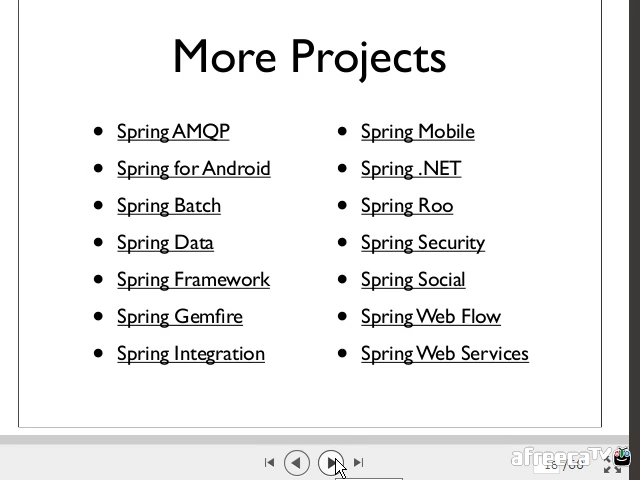 More Projects
• Spring AMQP
• Spring for Android
• Spring Batch
• Spring Data
• Spring Framework
• Spring Gemfire
• Spring Integration
• Spring Mobile
• Spring .NET
• Spring Roo
• Spring Security
• Spring Social
• Spring Web Flow
• Spring Web Services
afreecaTV